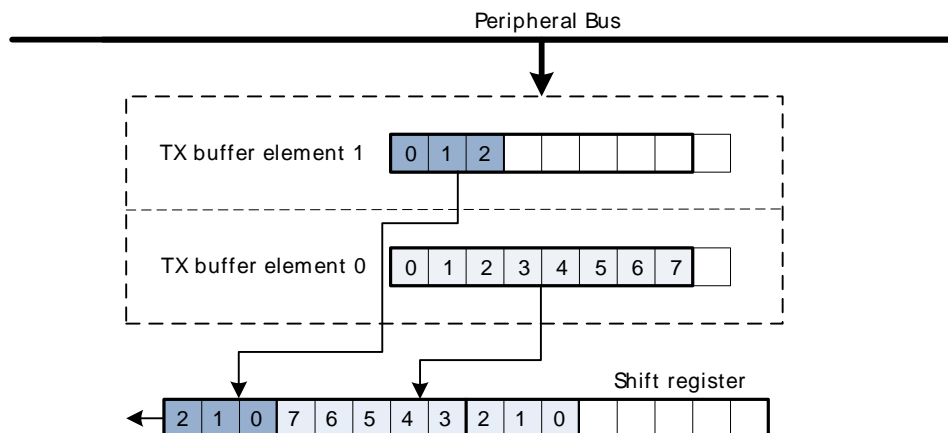 Peripheral Bus
TX buffer element 1 0 1 2
TX buffer element 0 0 1 2 3 4 5 6 7
Shift register
2 1 0 7 6 5 4 3 2 1 0